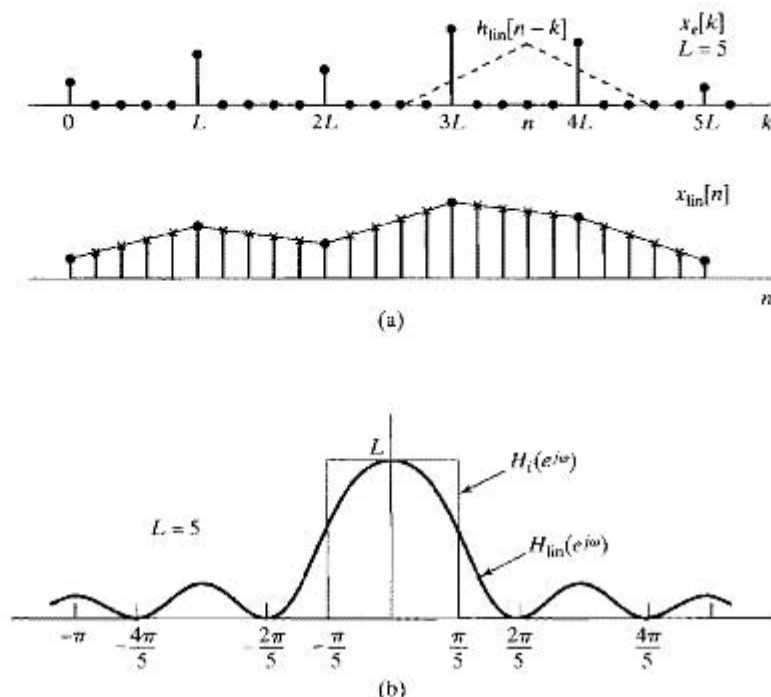 h_lin[n − k]
x_e[k]
L = 5
0 L 2L 3L n 4L 5L k
x_lin[n]
n
(a)
L
H_i(e^{jω})
L = 5
H_lin(e^{jω})
−π −4π/5 −2π/5 −π/5 π/5 2π/5 4π/5
(b)